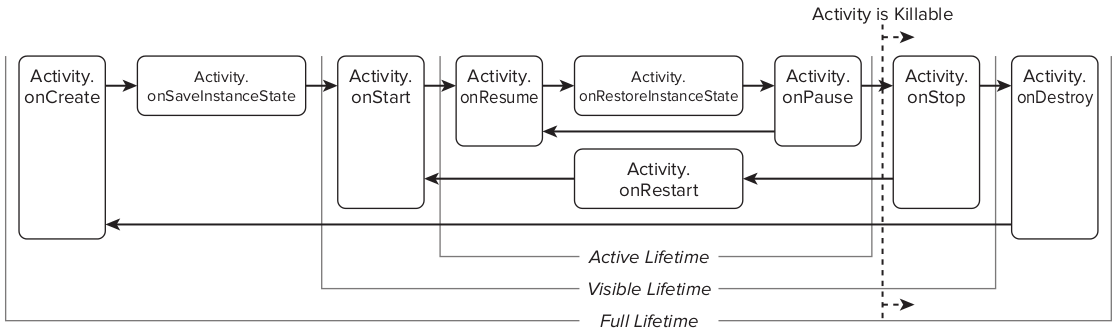 Activity is Killable
Activity.
onCreate
Activity.
onSaveInstanceState
Activity.
onStart
Activity.
onResume
Activity.
onRestoreInstanceState
Activity.
onPause
Activity.
onStop
Activity.
onDestroy
Activity.
onRestart
Active Lifetime
Visible Lifetime
Full Lifetime